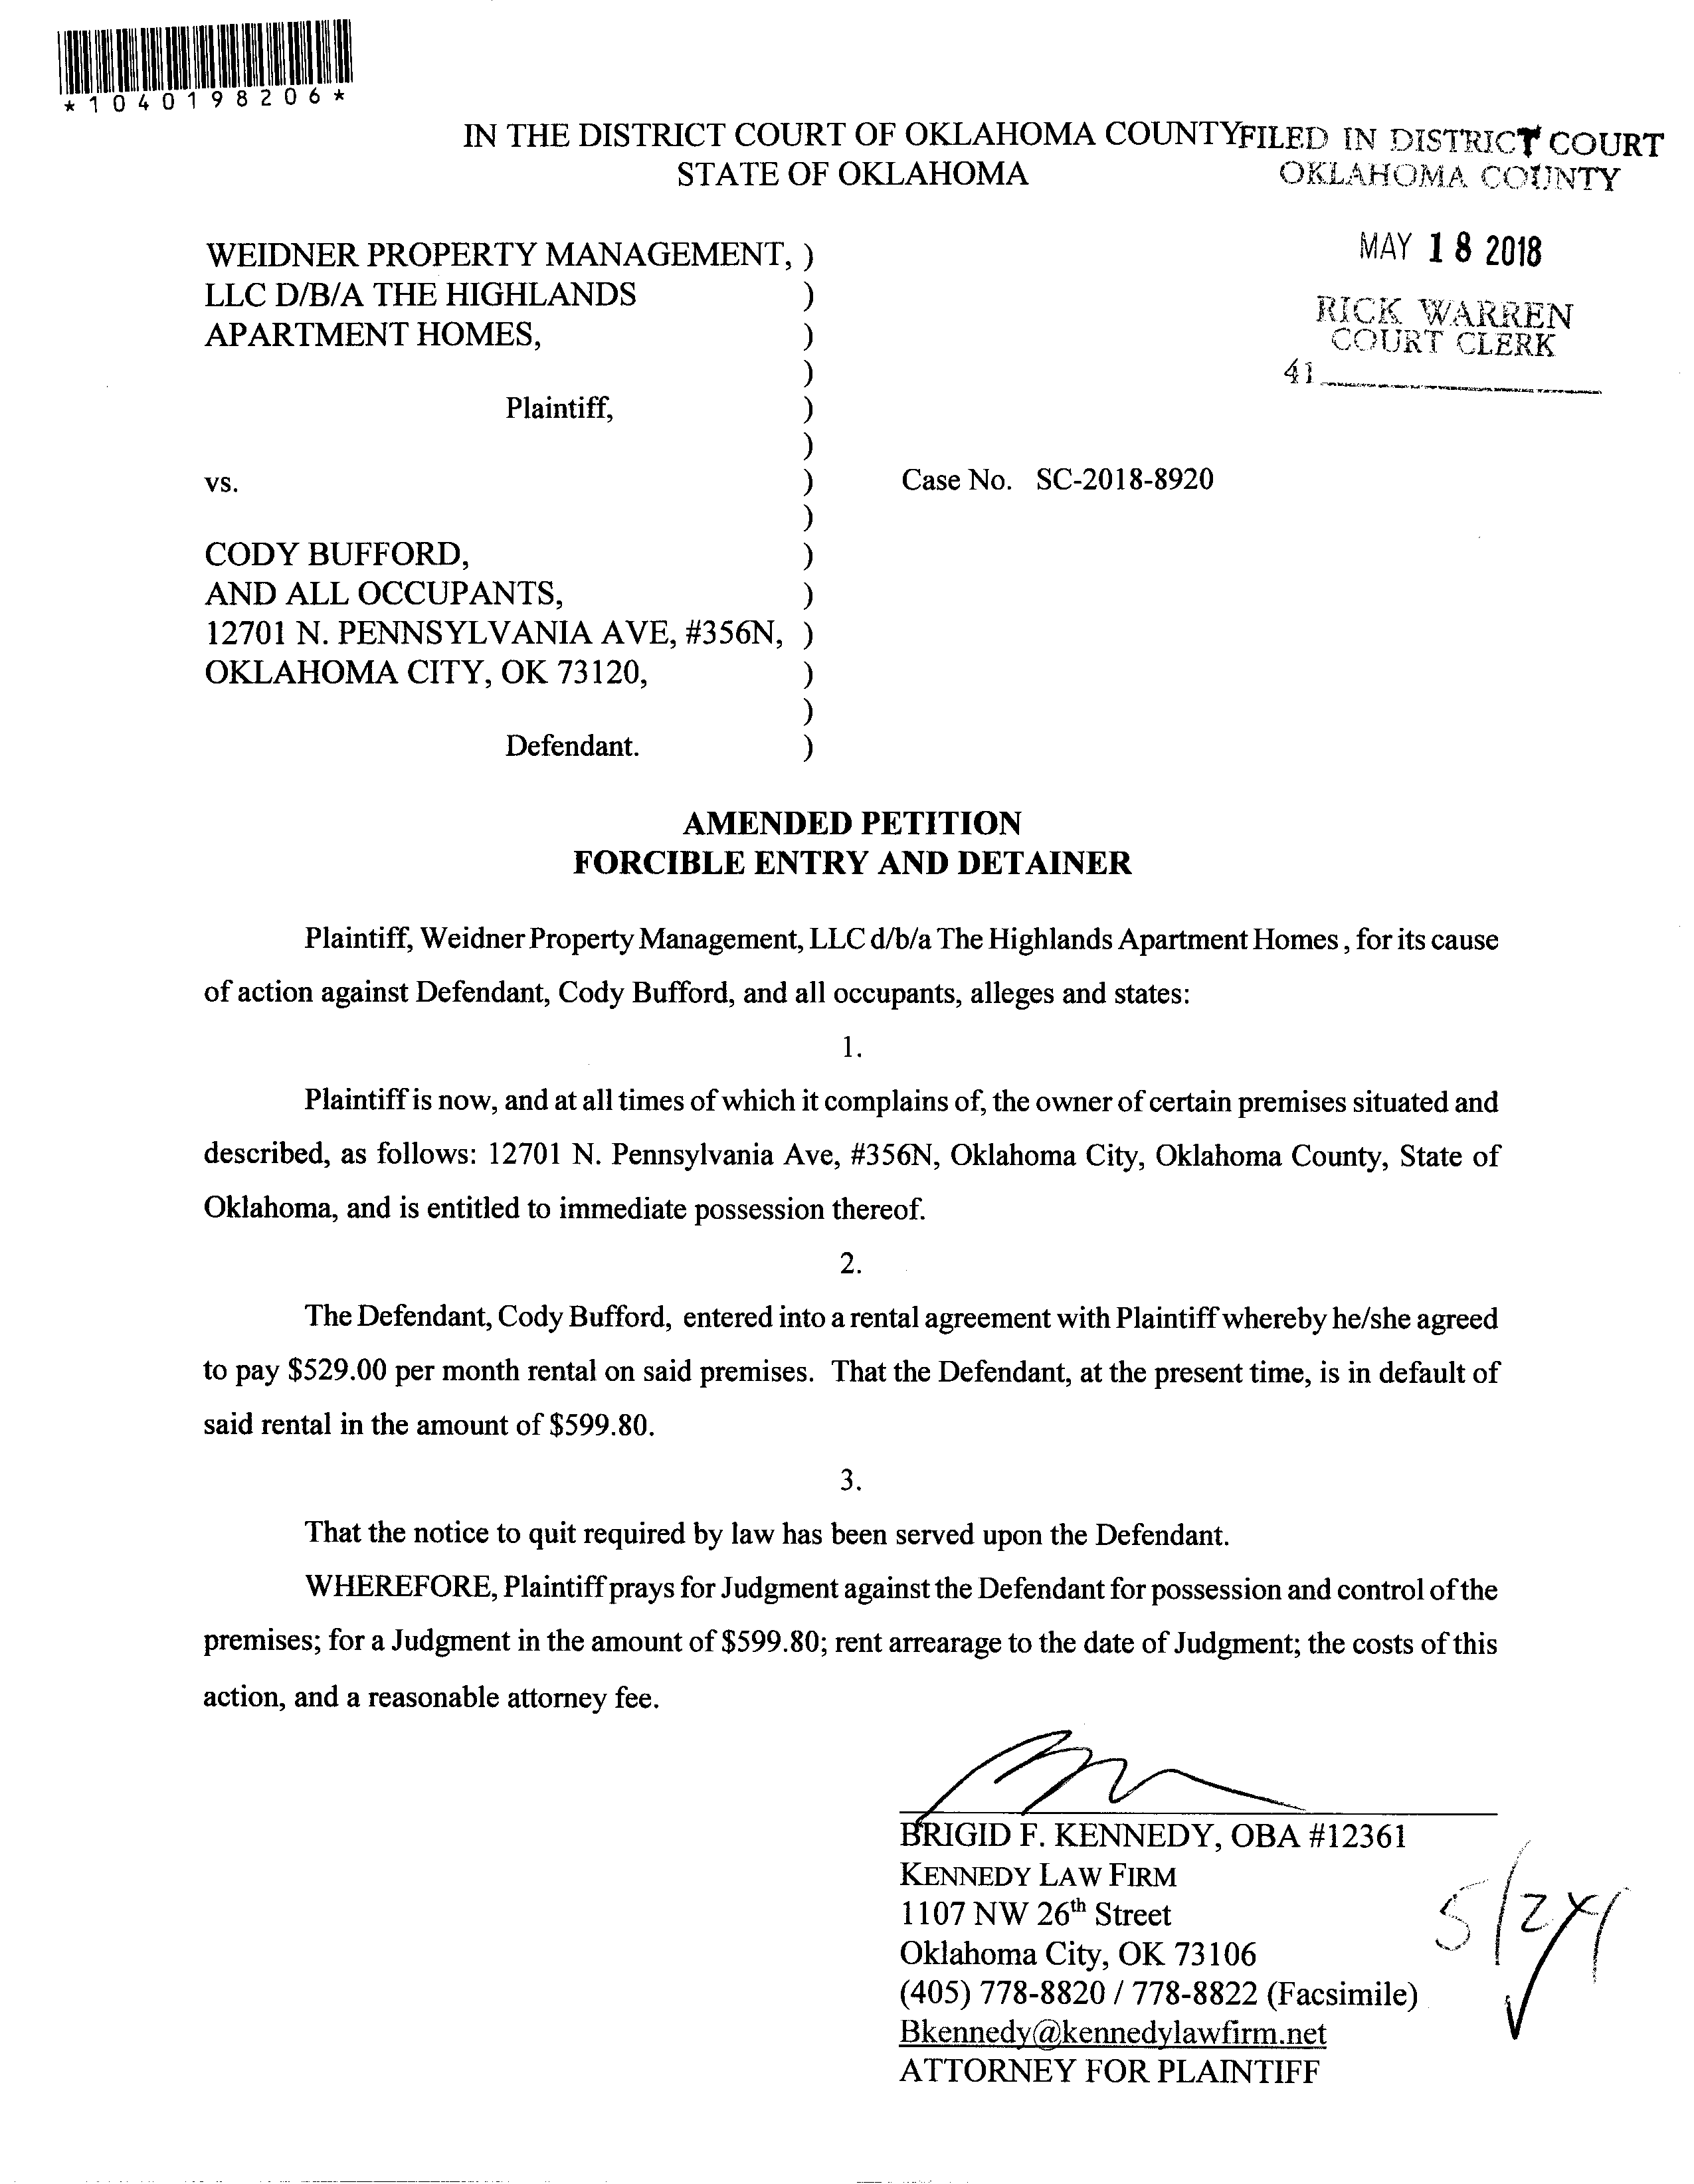 *1040198206*
IN THE DISTRICT COURT OF OKLAHOMA COUNTY
STATE OF OKLAHOMA
FILED IN DISTRICT COURT
OKLAHOMA COUNTY
MAY 18 2018
RICK WARREN
COURT CLERK
41
WEIDNER PROPERTY MANAGEMENT, )
LLC D/B/A THE HIGHLANDS )
APARTMENT HOMES, )
)
Plaintiff, )
)
vs. ) Case No. SC-2018-8920
)
CODY BUFFORD, )
AND ALL OCCUPANTS, )
12701 N. PENNSYLVANIA AVE, #356N, )
OKLAHOMA CITY, OK 73120, )
)
Defendant. )
AMENDED PETITION
FORCIBLE ENTRY AND DETAINER
Plaintiff, Weidner Property Management, LLC d/b/a The Highlands Apartment Homes , for its cause
of action against Defendant, Cody Bufford, and all occupants, alleges and states:
1.
Plaintiff is now, and at all times of which it complains of, the owner of certain premises situated and
described, as follows: 12701 N. Pennsylvania Ave, #356N, Oklahoma City, Oklahoma County, State of
Oklahoma, and is entitled to immediate possession thereof.
2.
The Defendant, Cody Bufford, entered into a rental agreement with Plaintiff whereby he/she agreed
to pay $529.00 per month rental on said premises. That the Defendant, at the present time, is in default of
said rental in the amount of $599.80.
3.
That the notice to quit required by law has been served upon the Defendant.
WHEREFORE, Plaintiff prays for Judgment against the Defendant for possession and control of the
premises; for a Judgment in the amount of $599.80; rent arrearage to the date of Judgment; the costs of this
action, and a reasonable attorney fee.
BRIGID F. KENNEDY, OBA #12361
KENNEDY LAW FIRM
1107 NW 26th Street
Oklahoma City, OK 73106
(405) 778-8820 / 778-8822 (Facsimile)
Bkennedy@kennedylawfirm.net
ATTORNEY FOR PLAINTIFF